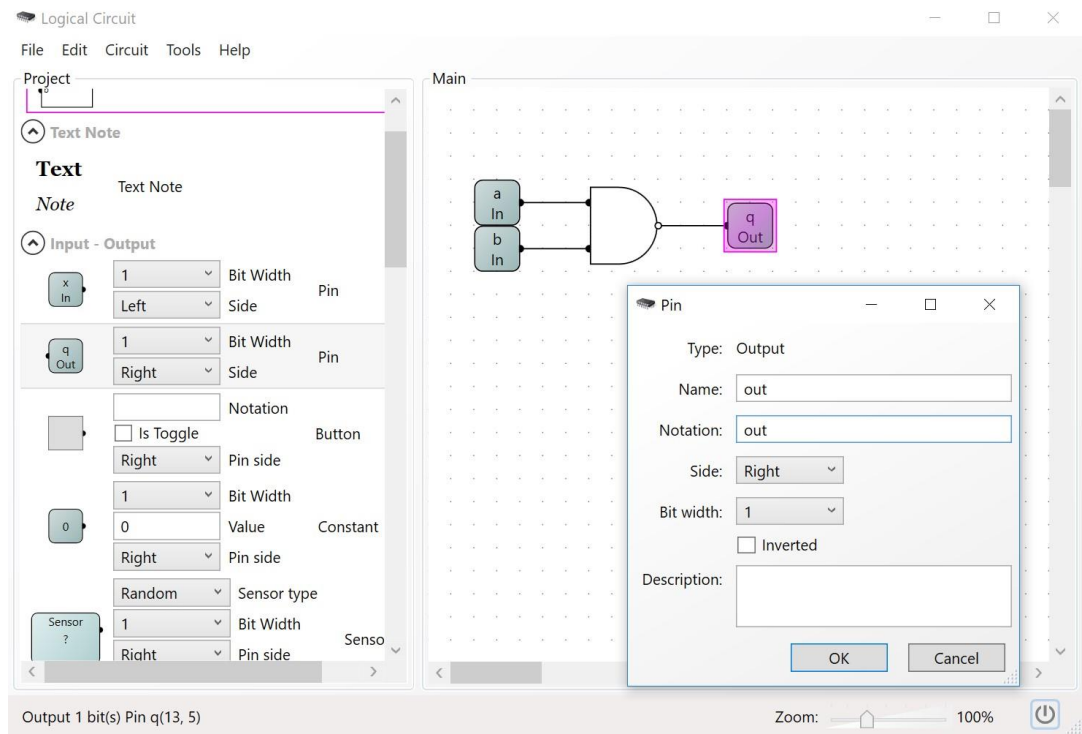 Logical Circuit
File Edit Circuit Tools Help
Project
Text Note
Text
Note
Text Note
Input - Output
x
In
1
Bit Width
Left
Side
Pin
q
Out
1
Bit Width
Right
Side
Pin
Notation
Is Toggle
Right
Pin side
Button
0
1
Bit Width
0
Value
Right
Pin side
Constant
Sensor
?
Random
Sensor type
1
Bit Width
Right
Pin side
Senso
Main
a
In
b
In
q
Out
Pin
Type: Output
Name: out
Notation: out
Side: Right
Bit width: 1
Inverted
Description:
OK Cancel
Output 1 bit(s) Pin q(13, 5)
Zoom: 100%